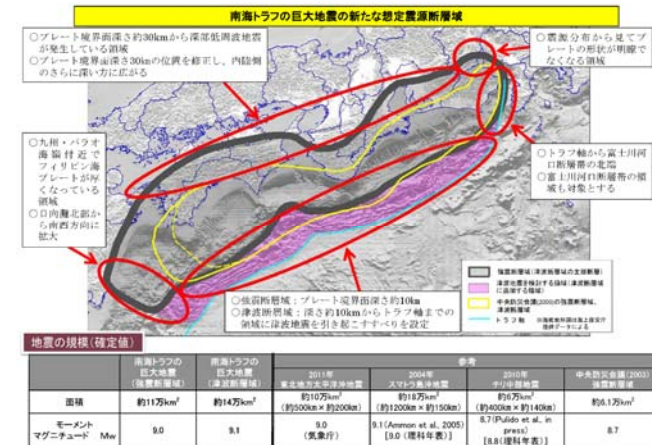 南海トラフの巨大地震の新たな想定震源断層域
○プレート境界面深さ約30kmから深部低周波地震
が発生している領域
○プレート境界面深さ30kmの位置を修正し、内陸側
のさらに深い方に広がる
○震源分布から見てプ
レートの形状が明瞭
でなくなる領域
○九州・パラオ
海嶺付近で
フィリピン海
プレートが厚
くなっている
領域
○日向灘北部か
ら南西方向に
拡大
○トラフ軸から富士川河
口断層帯の北端
○富士川河口断層帯の領
域も対象とする
○強震断層域:プレート境界面深さ約10km
○津波断層域:深さ約10kmからトラフ軸までの
領域に津波地震を引き起こすすべりを設定
強震断層域(津波断層域の主部断層)
津波地震を検討する領域(津波断層域
に追加する領域)
中央防災会議(2003)の強震断層域、
津波断層域
トラフ軸
地震の規模(確定値)
南海トラフの
巨大地震
(強震断層域)
南海トラフの
巨大地震
(津波断層域)
参考
2011年
東北地方太平洋沖地震
2004年
スマトラ島沖地震
2010年
チリ中部地震
中央防災会議(2003)
強震断層域
面積
約11万km²
約14万km²
約10万km²
(約500km×約200km)
約18万km²
(約1200km×約150km)
約6万km²
(約400km×約140km)
約6.1万km²
モーメント
マグニチュード Mw
9.0
9.1
9.0
(気象庁)
9.1(Ammon et al., 2005)
[9.0 (理科年表)]
8.7(Pulido et al., in
press)
[8.8(理科年表)]
8.7